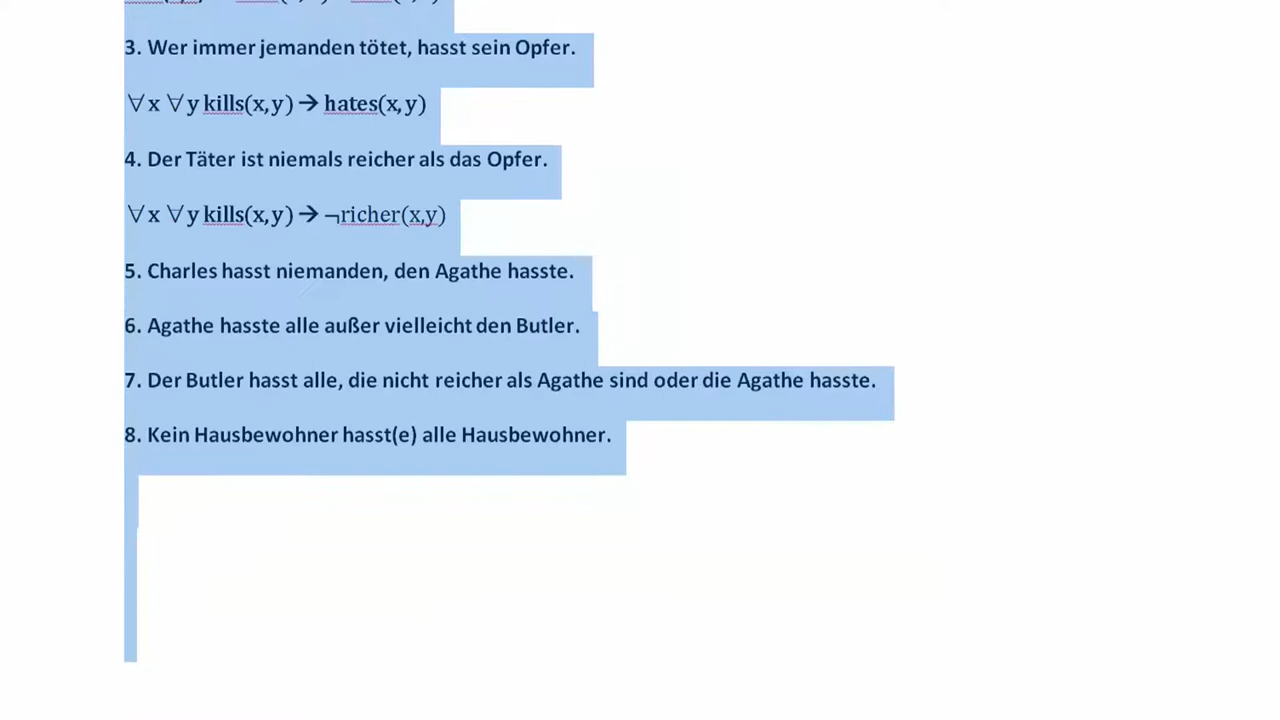 3. Wer immer jemanden tötet, hasst sein Opfer.
∀x ∀y kills(x,y) → hates(x,y)
4. Der Täter ist niemals reicher als das Opfer.
∀x ∀y kills(x,y) → ¬richer(x,y)
5. Charles hasst niemanden, den Agathe hasste.
6. Agathe hasste alle außer vielleicht den Butler.
7. Der Butler hasst alle, die nicht reicher als Agathe sind oder die Agathe hasste.
8. Kein Hausbewohner hasst(e) alle Hausbewohner.